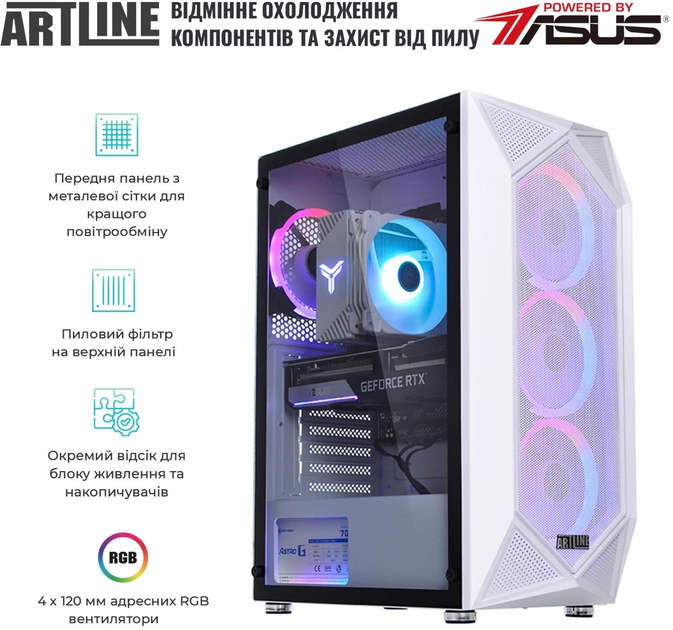 ARTLINE
ВІДМІННЕ ОХОЛОДЖЕННЯ
КОМПОНЕНТІВ ТА ЗАХИСТ ВІД ПИЛУ
POWERED BY
ASUS®
Передня панель з
металевої сітки для
кращого
повітрообміну
Пиловий фільтр
на верхній панелі
Окремий відсік для
блоку живлення та
накопичувачів
RGB
4 x 120 мм адресних RGB
вентилятори
GEFORCE RTX
70
ASTRO G
ARTLINE